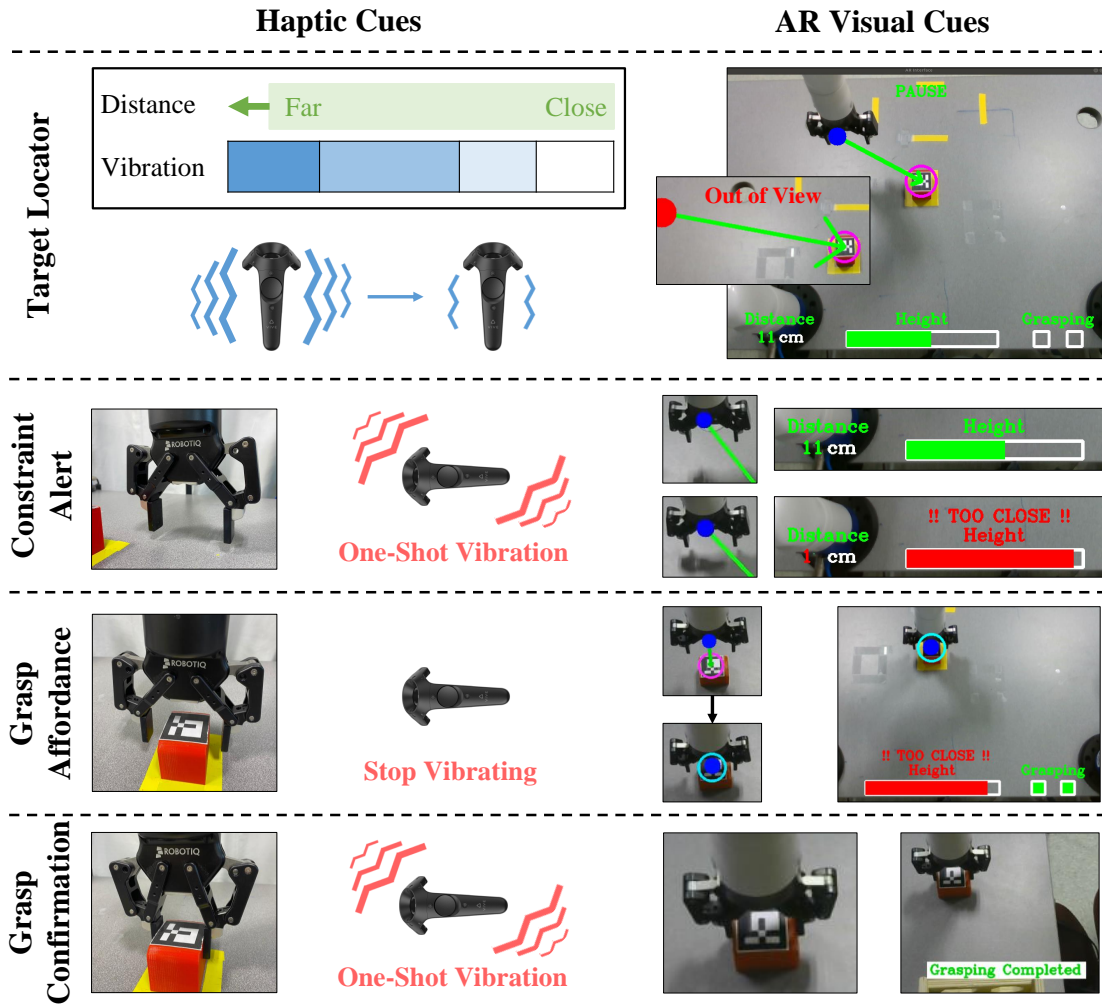 Haptic Cues
AR Visual Cues
Target Locator
Distance
Far
Close
Vibration
PAUSE
Out of View
Distance
11 cm
Height
Grasping
Constraint
Alert
ROBOTIQ
One-Shot Vibration
Distance
11 cm
Height
!! TOO CLOSE !!
Distance
Height
1 cm
Grasp
Affordance
ROBOTIQ
Stop Vibrating
!! TOO CLOSE !!
Height
Grasping
Grasp
Confirmation
ROBOTIQ
One-Shot Vibration
Grasping Completed